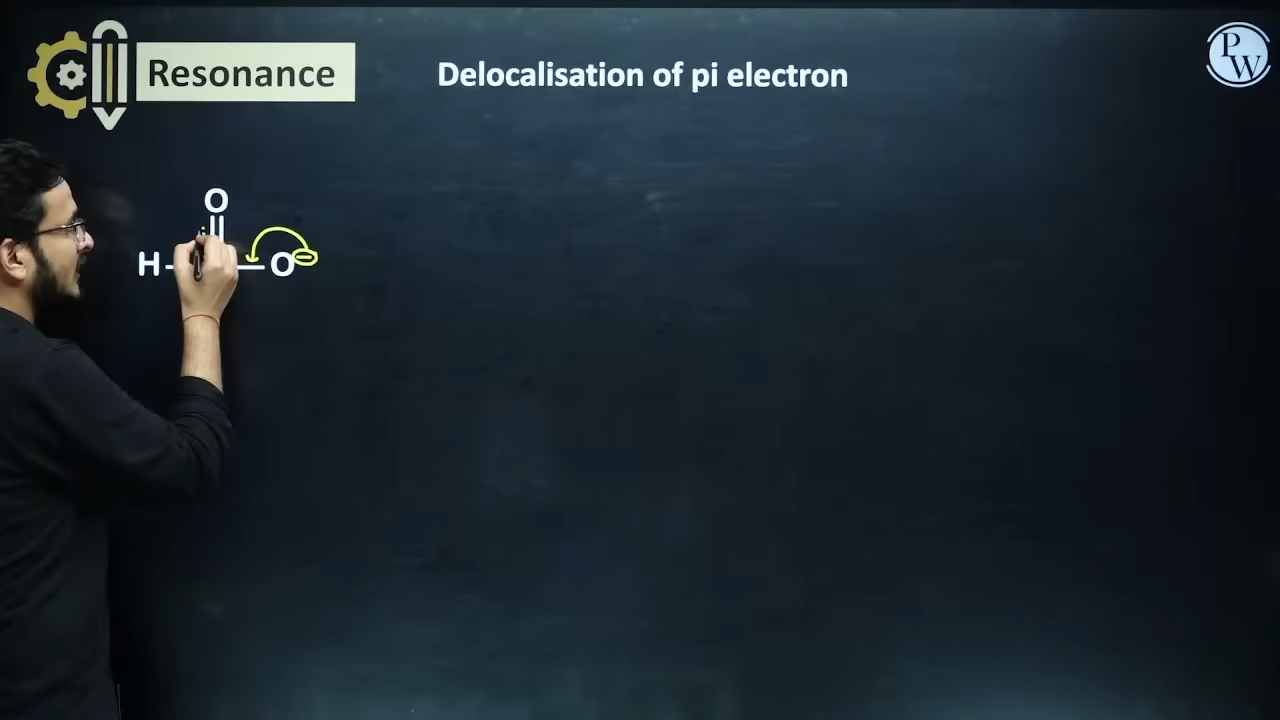 Resonance
Delocalisation of pi electron
PW
O
H O⊖